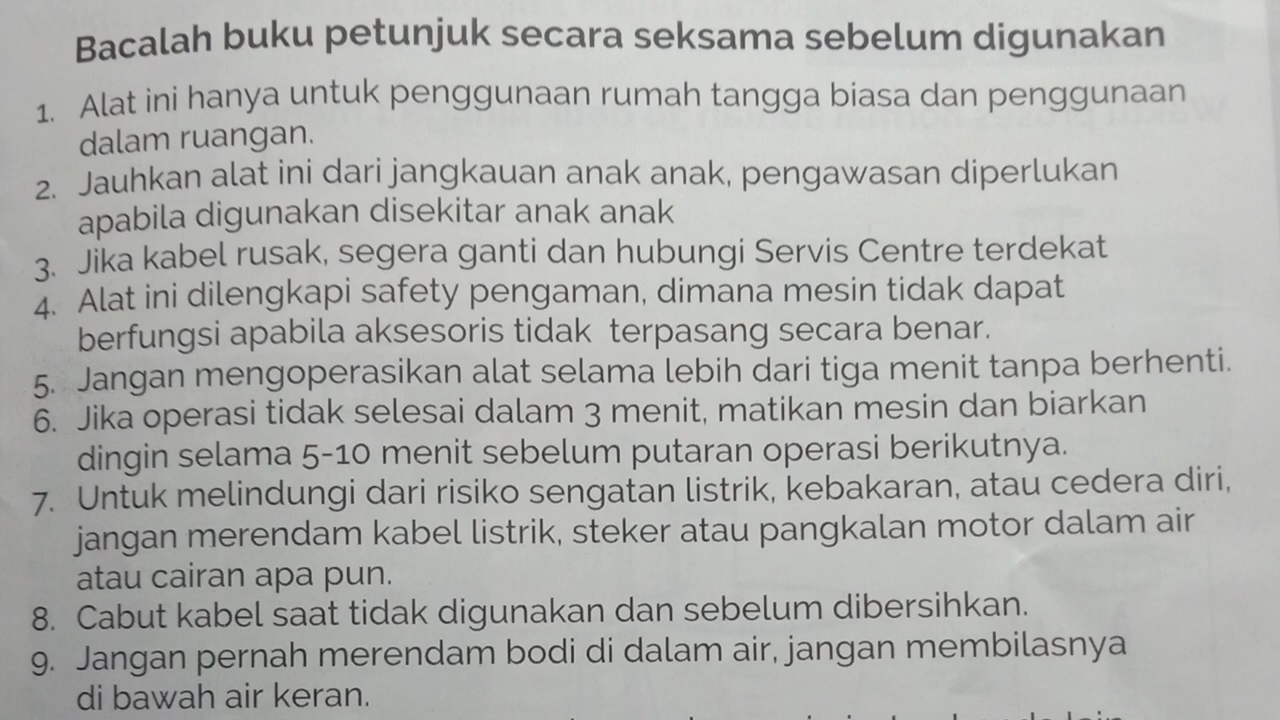 Bacalah buku petunjuk secara seksama sebelum digunakan
1. Alat ini hanya untuk penggunaan rumah tangga biasa dan penggunaan
dalam ruangan.
2. Jauhkan alat ini dari jangkauan anak anak, pengawasan diperlukan
apabila digunakan disekitar anak anak
3. Jika kabel rusak, segera ganti dan hubungi Servis Centre terdekat
4. Alat ini dilengkapi safety pengaman, dimana mesin tidak dapat
berfungsi apabila aksesoris tidak terpasang secara benar.
5. Jangan mengoperasikan alat selama lebih dari tiga menit tanpa berhenti.
6. Jika operasi tidak selesai dalam 3 menit, matikan mesin dan biarkan
dingin selama 5-10 menit sebelum putaran operasi berikutnya.
7. Untuk melindungi dari risiko sengatan listrik, kebakaran, atau cedera diri,
jangan merendam kabel listrik, steker atau pangkalan motor dalam air
atau cairan apa pun.
8. Cabut kabel saat tidak digunakan dan sebelum dibersihkan.
9. Jangan pernah merendam bodi di dalam air, jangan membilasnya
di bawah air keran.